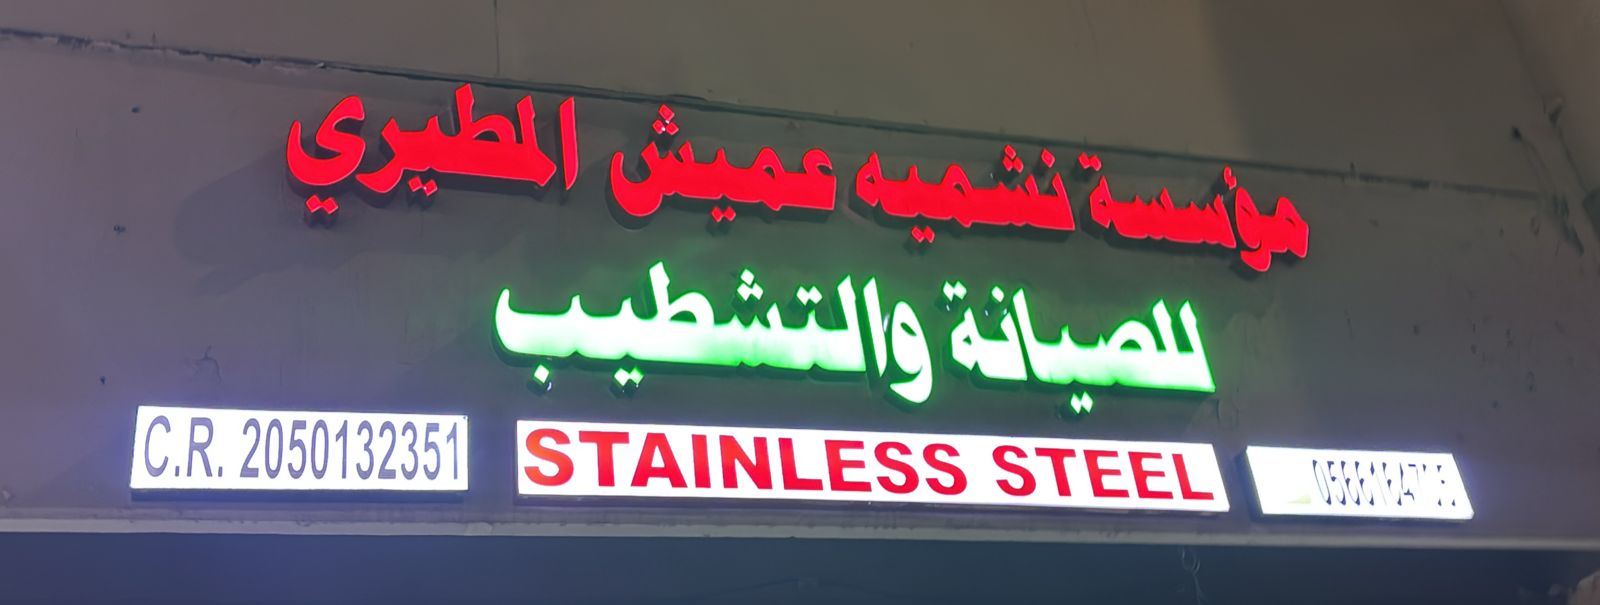 مؤسسة نشميه عميش المطيري
للصيانة والتشطيب
C.R. 2050132351
STAINLESS STEEL